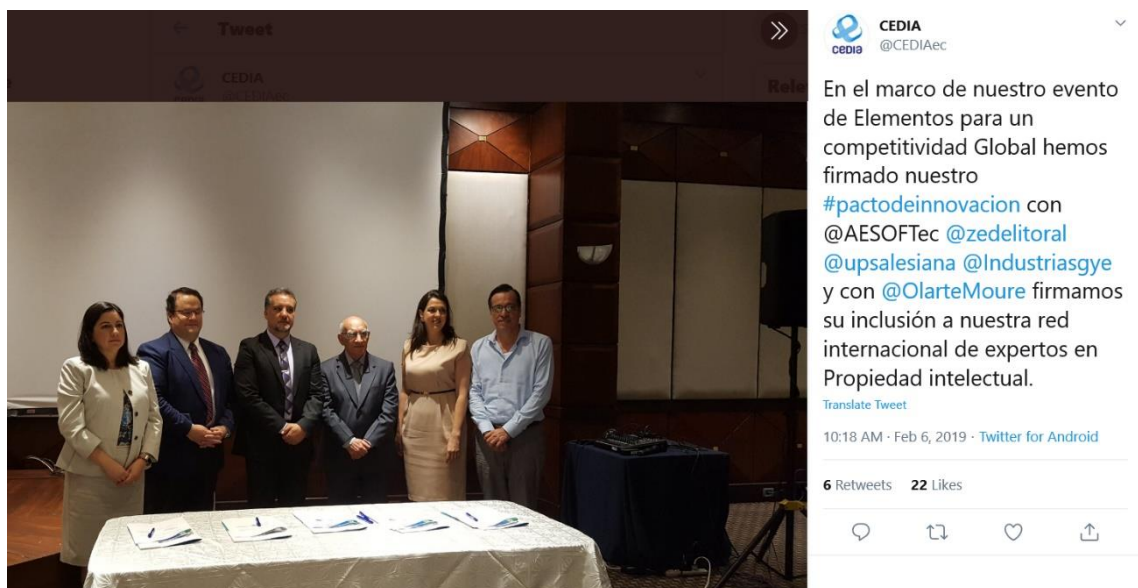 Tweet
CEDIA
Rele
cedia
CEDIA
@CEDIAec
En el marco de nuestro evento
de Elementos para un
competitividad Global hemos
firmado nuestro
#pactodeinnovacion con
@AESOFTec @zedelitoral
@upsalesiana @Industriasgye
y con @OlarteMoure firmamos
su inclusión a nuestra red
internacional de expertos en
Propiedad intelectual.
Translate Tweet
10:18 AM · Feb 6, 2019 · Twitter for Android
6 Retweets 22 Likes